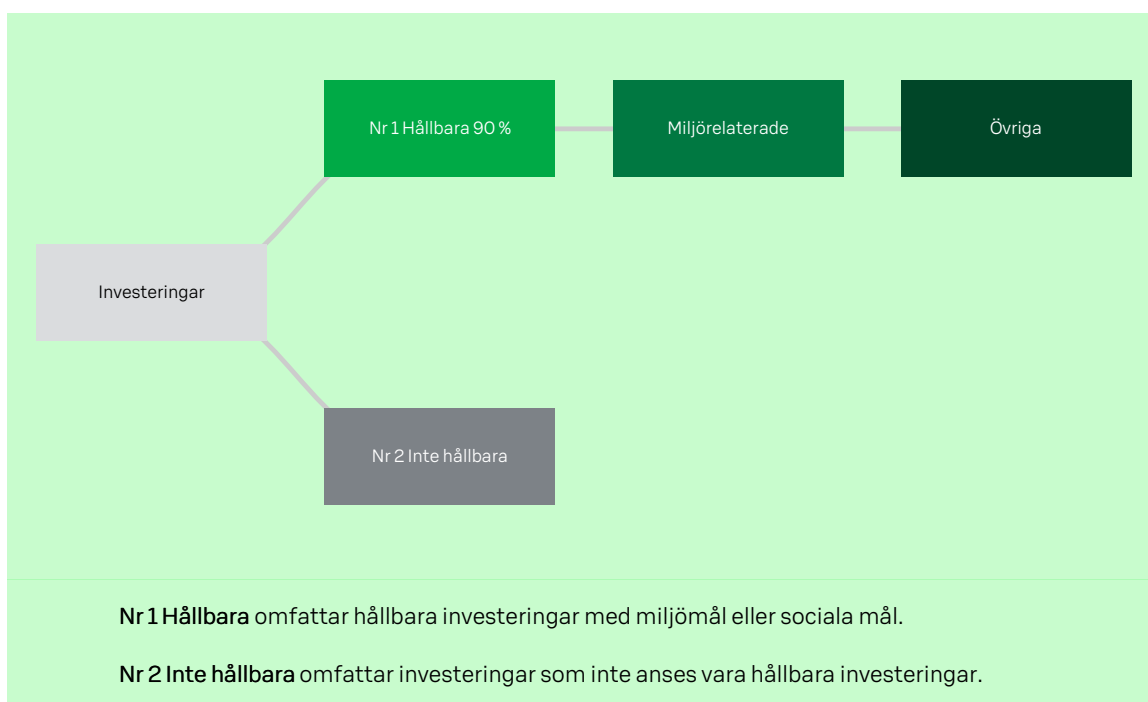 Nr 1 Hållbara 90 %
Miljörelaterade
Övriga
Investeringar
Nr 2 Inte hållbara
Nr 1 Hållbara omfattar hållbara investeringar med miljömål eller sociala mål.
Nr 2 Inte hållbara omfattar investeringar som inte anses vara hållbara investeringar.